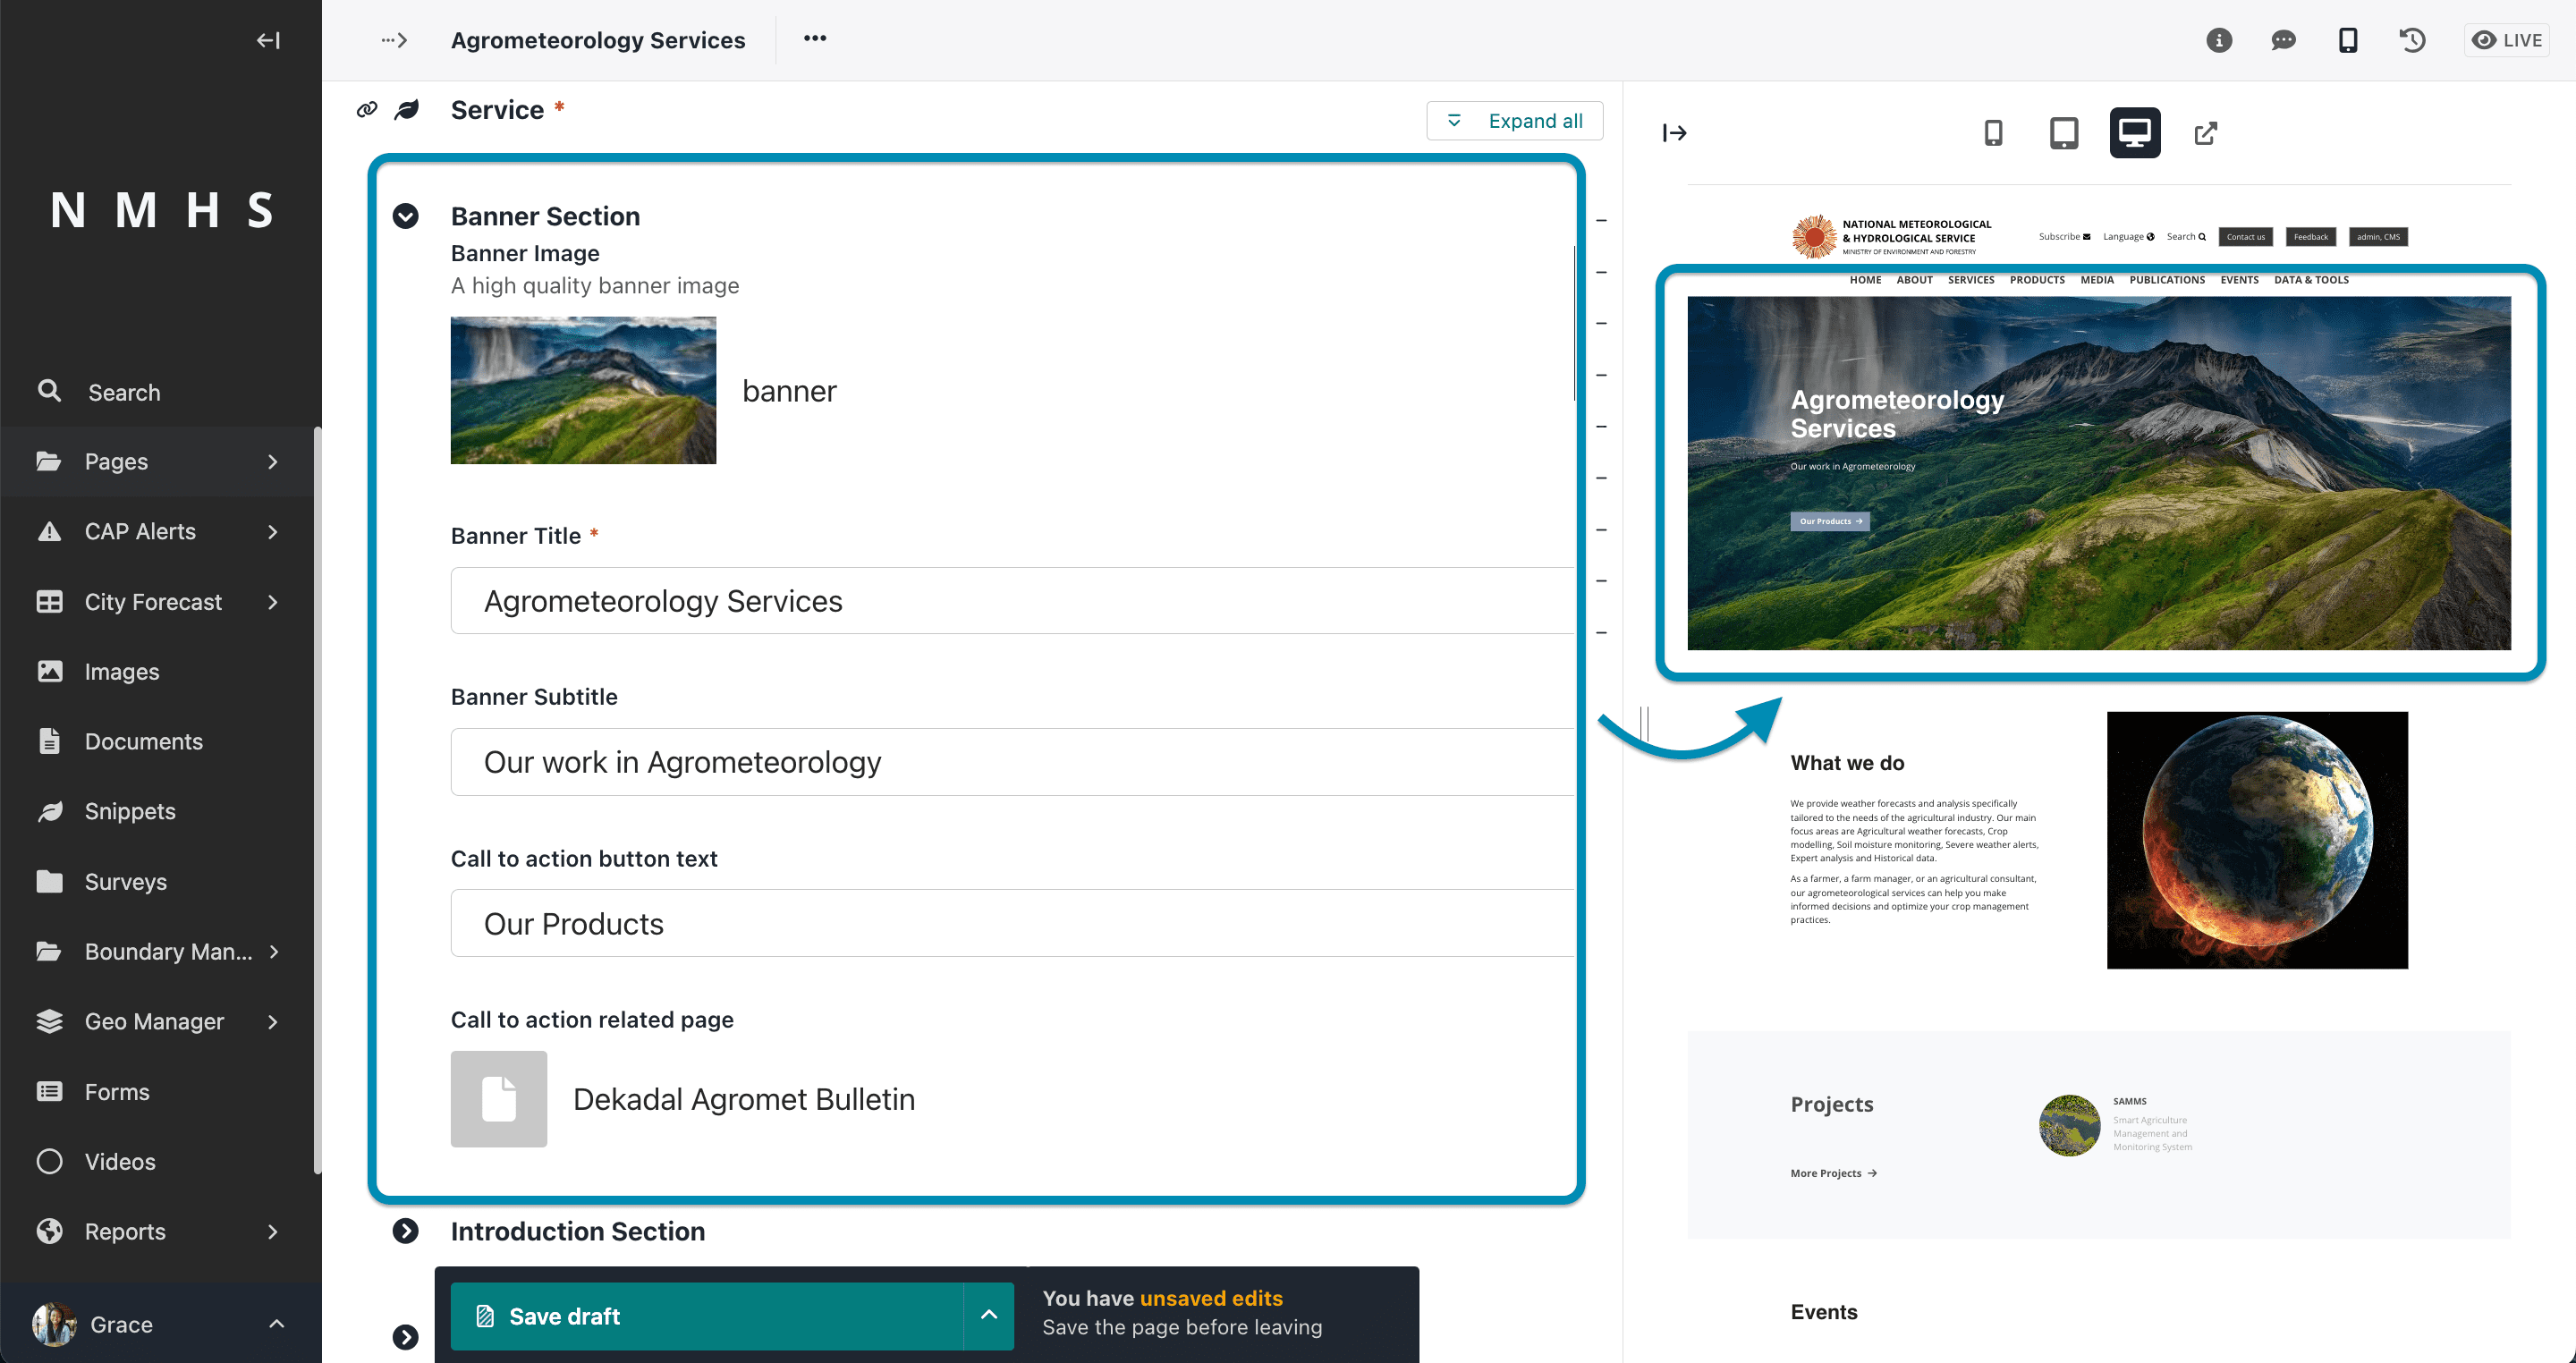 N M H S
Search
Pages
CAP Alerts
City Forecast
Images
Documents
Snippets
Surveys
Boundary Man...
Geo Manager
Forms
Videos
Reports
Grace
Agrometeorology Services
LIVE
Service *
Expand all
Banner Section
Banner Image
A high quality banner image
banner
Banner Title *
Agrometeorology Services
Banner Subtitle
Our work in Agrometeorology
Call to action button text
Our Products
Call to action related page
Dekadal Agromet Bulletin
Introduction Section
Save draft
You have unsaved edits
Save the page before leaving
NATIONAL METEOROLOGICAL
& HYDROLOGICAL SERVICE
MINISTRY OF ENVIRONMENT AND FORESTRY
Subscribe Language Search Contact us Feedback admin, CMS
HOME ABOUT SERVICES PRODUCTS MEDIA PUBLICATIONS EVENTS DATA & TOOLS
Agrometeorology
Services
Our work in Agrometeorology
Our Products
What we do
We provide weather forecasts and analysis specifically
tailored to the needs of the agricultural industry. Our main
focus areas are Agricultural weather forecasts, Crop
modelling, Soil moisture monitoring, Severe weather alerts,
Expert analysis and Historical data.
As a farmer, a farm manager, or an agricultural consultant,
our agrometeorological services can help you make
informed decisions and optimize your crop management
practices.
Projects
More Projects
SAMMS
Smart Agriculture
Management and
Monitoring System
Events